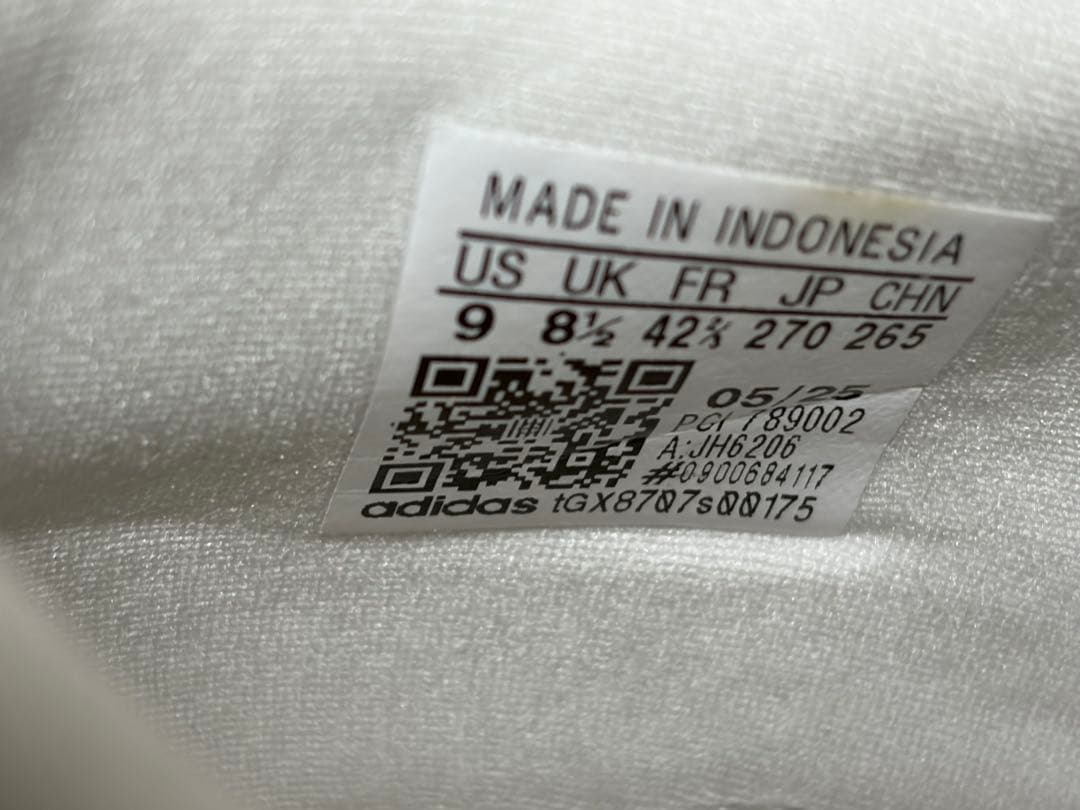 MADE IN INDONESIA
US UK FR JP CHN
9 8½ 42⅔ 270 265
05/25
789002
A:JH6206
#0900684117
adidas tGX8707s00175